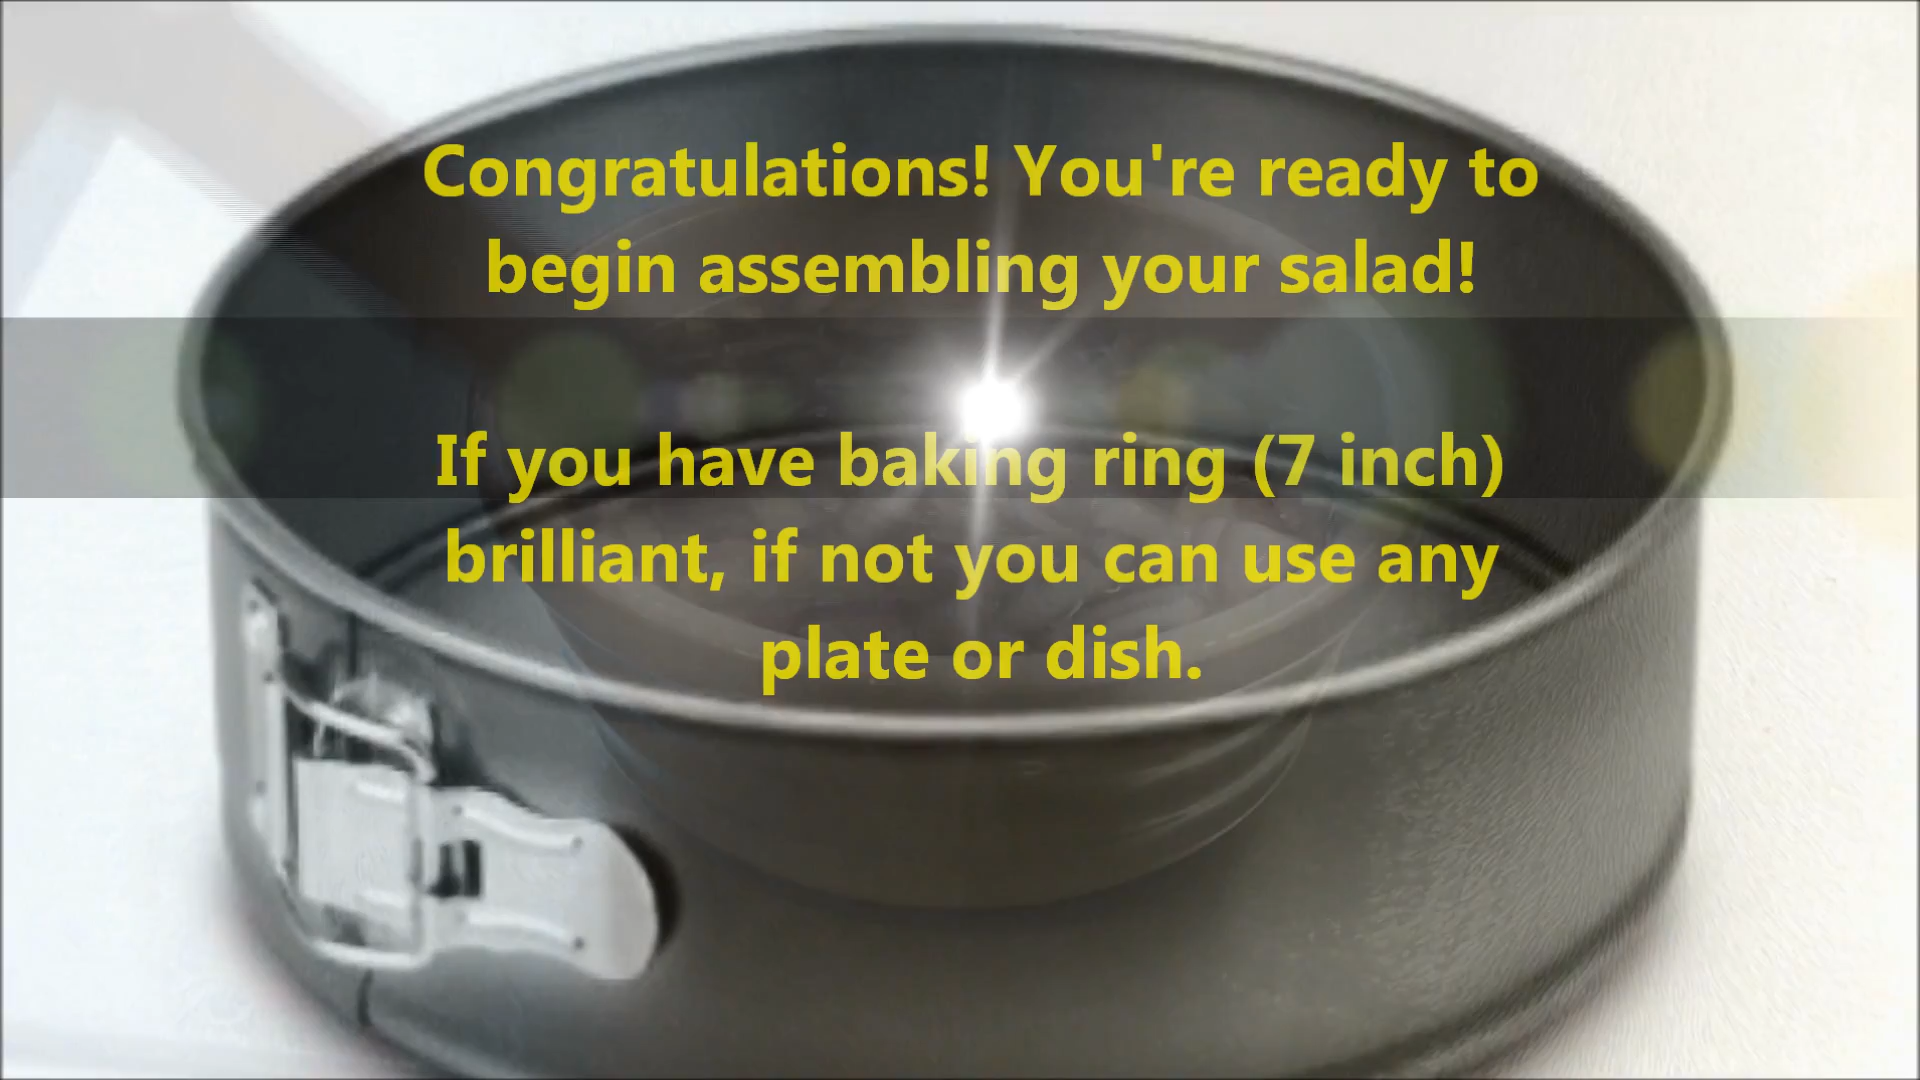 Congratulations! You're ready to
begin assembling your salad!
If you have baking ring (7 inch)
brilliant, if not you can use any
plate or dish.